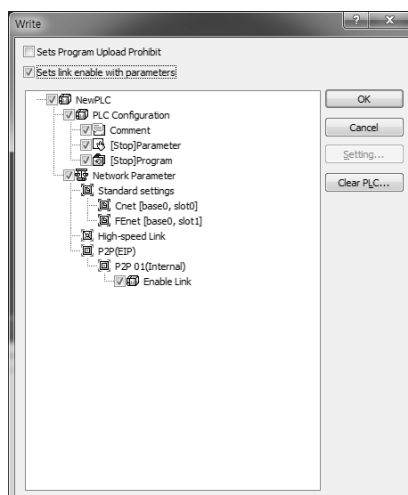 Write
Sets Program Upload Prohibit
Sets link enable with parameters
NewPLC
PLC Configuration
Comment
[Stop]Parameter
[Stop]Program
Network Parameter
Standard settings
Cnet [base0, slot0]
FEnet [base0, slot1]
High-speed Link
P2P(EIP)
P2P 01(Internal)
Enable Link
OK
Cancel
Setting...
Clear PLC...